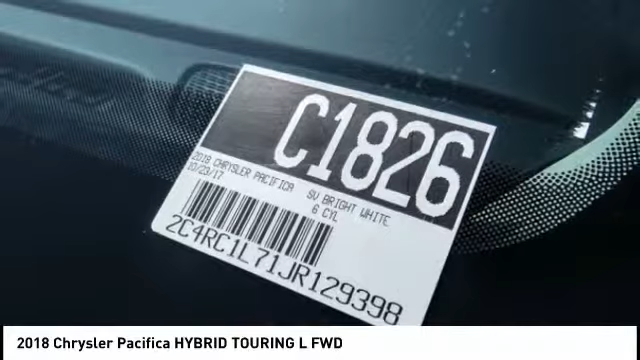 C1826
2018 CHRYSLER PACIFICA SV BRIGHT WHITE
10/23/17 6 CYL
2C4RC1L71JR129398
2018 Chrysler Pacifica HYBRID TOURING L FWD